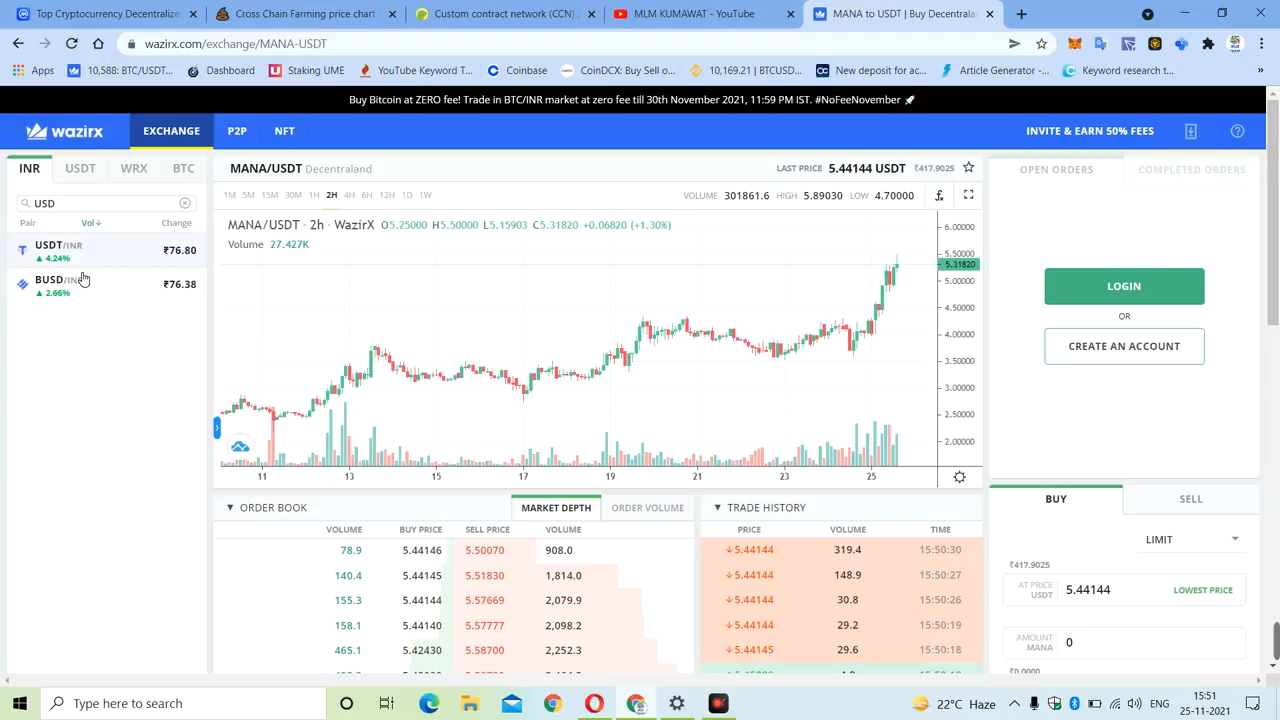 Decentraland to
Cryptocurrency Prices
Crypto Currency Network (CCN)
MLM KUMAWAT - YouTube
5.44144 to USDT | Buy Decentral
wazirx.com/exchange/MANA-USDT
Apps
10,588: BTC/USDT...
Dashboard
Staking UME
YouTube Keyword T...
CoinDCX: Buy Sell o...
10,169.21 | BTCUSD...
New deposit for ac...
Article Generator -...
Keyword research t...
Buy Bitcoin at ZERO fee! Trade in BTC/INR market at zero fee till 30th November 2021, 11:59 PM IST. #NoFeeNovember 🚀
wazirx
EXCHANGE
P2P
NFT
INVITE & EARN 50% FEES
INR USDT WRX BTC
USD
Pair Vol Change
USDT/INR
▲ 4.24%
₹76.80
BUSD/IN
▲ 2.66%
₹76.38
MANA/USDT Decentraland
LAST PRICE 5.44144 USDT ₹417.9025
1M 5M 15M 30M 1H 2H 4H 6H 12H 1D 1W
VOLUME 301861.6 HIGH 5.89030 LOW 4.70000
MANA/USDT · 2h · WazirX O5.25000 H5.50000 L5.15903 C5.31820 +0.06820 (+1.30%)
Volume 27.427K
6.00000
5.50000
5.31820
5.00000
4.50000
4.00000
3.50000
3.00000
2.50000
2.00000
11 13 15 17 19 21 23 25
OPEN ORDERS
COMPLETED ORDERS
LOGIN
OR
CREATE AN ACCOUNT
▼ ORDER BOOK
MARKET DEPTH
ORDER VOLUME
VOLUME BUY PRICE SELL PRICE VOLUME
78.9 5.44146 5.50070 908.0
140.4 5.44145 5.51830 1,814.0
155.3 5.44144 5.57669 2,079.9
158.1 5.44140 5.57777 2,098.2
465.1 5.42430 5.58700 2,252.3
▼ TRADE HISTORY
PRICE VOLUME TIME
↓5.44144 319.4 15:50:30
↓5.44144 148.9 15:50:27
↓5.44144 30.8 15:50:26
↓5.44144 29.2 15:50:19
↓5.44145 29.6 15:50:18
BUY
SELL
LIMIT
₹417.9025
AT PRICE
USDT
5.44144
LOWEST PRICE
AMOUNT
MANA
0
₹0.0000
Type here to search
22°C Haze
ENG
15:51
25-11-2021